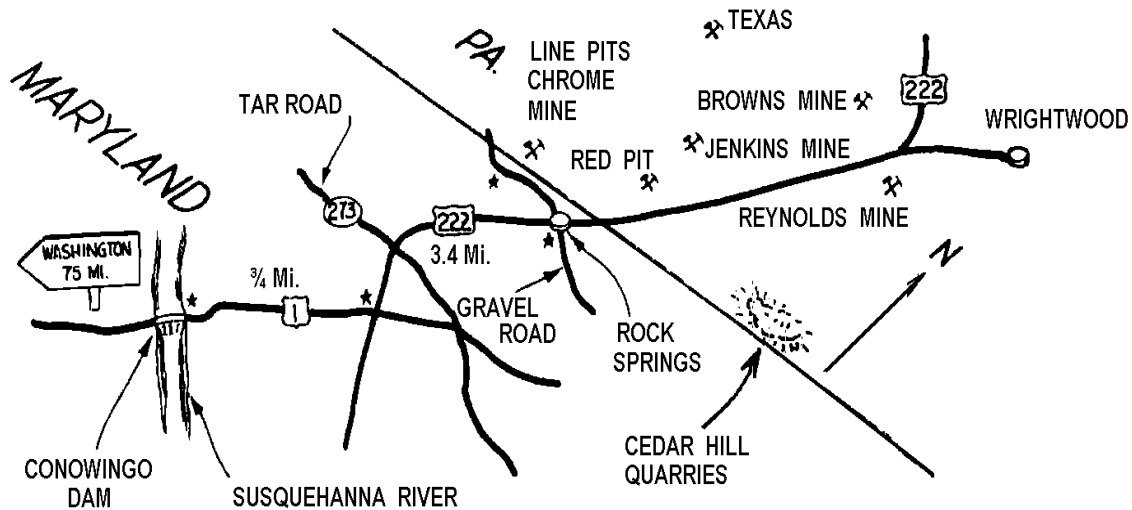 MARYLAND
PA.
TEXAS
LINE PITS
CHROME
MINE
TAR ROAD
BROWNS MINE
222
WRIGHTWOOD
JENKINS MINE
RED PIT
273
222
REYNOLDS MINE
WASHINGTON
75 MI.
3.4 Mi.
N
¾ Mi.
1
GRAVEL
ROAD
ROCK
SPRINGS
CEDAR HILL
QUARRIES
CONOWINGO
DAM
SUSQUEHANNA RIVER